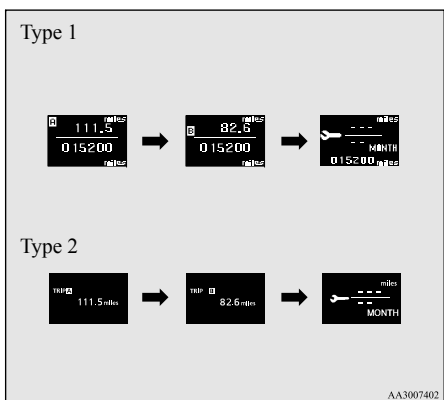 Type 1
A miles
111.5
015200
miles
B miles
82.6
015200
miles
miles
---
---
MONTH
015200 miles
Type 2
TRIP A
111.5 miles
TRIP B
82.6 miles
miles
---
---
MONTH
AA3007402